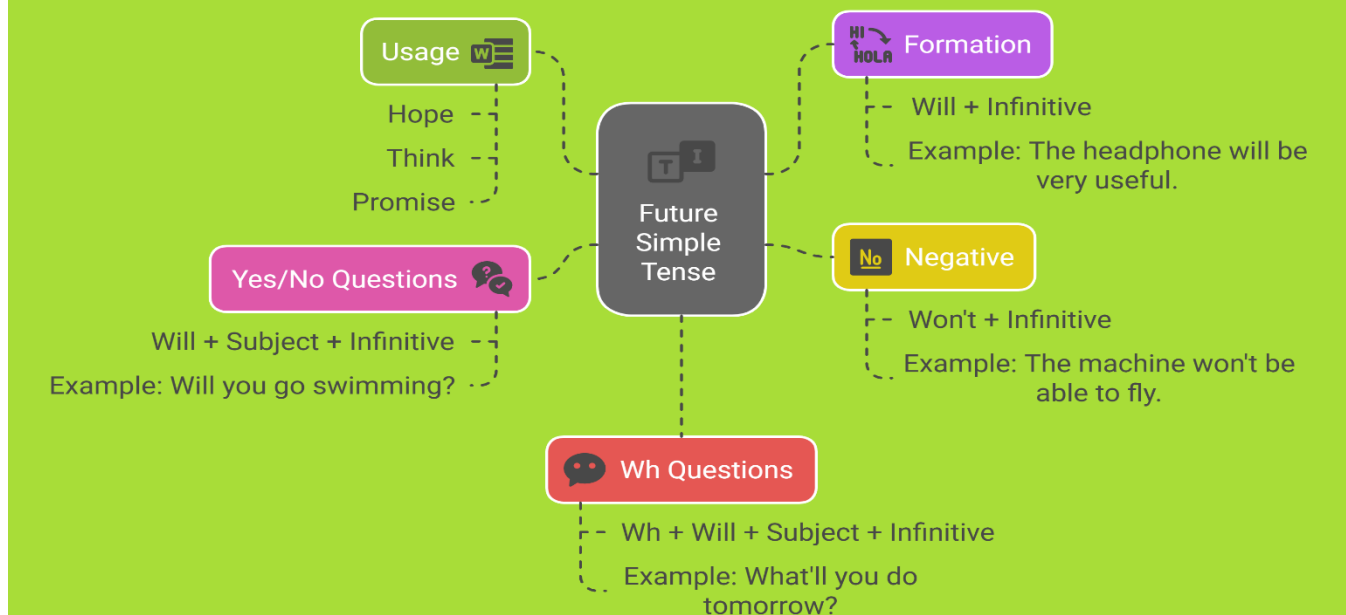 Future
Simple
Tense
Usage
Hope
Think
Promise
HI
HOLA
Formation
Will + Infinitive
Example: The headphone will be
very useful.
Yes/No Questions
Will + Subject + Infinitive
Example: Will you go swimming?
No
Negative
Won't + Infinitive
Example: The machine won't be
able to fly.
Wh Questions
Wh + Will + Subject + Infinitive
Example: What'll you do
tomorrow?
W
T
I
?